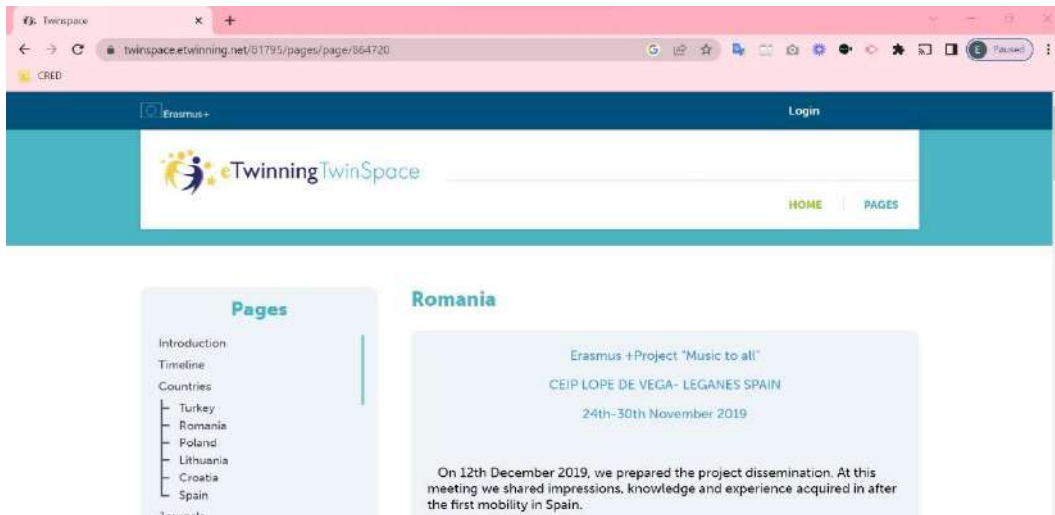 Twinspace
twinspace.etwinning.net/81795/pages/page/864720
Paused
CRED
Erasmus+
Login
eTwinning TwinSpace
HOME
PAGES
Pages
Introduction
Timeline
Countries
Turkey
Romania
Poland
Lithuania
Croatia
Spain
Romania
Erasmus +Project "Music to all"
CEIP LOPE DE VEGA- LEGANES SPAIN
24th-30th November 2019
On 12th December 2019, we prepared the project dissemination. At this
meeting we shared impressions, knowledge and experience acquired in after
the first mobility in Spain.